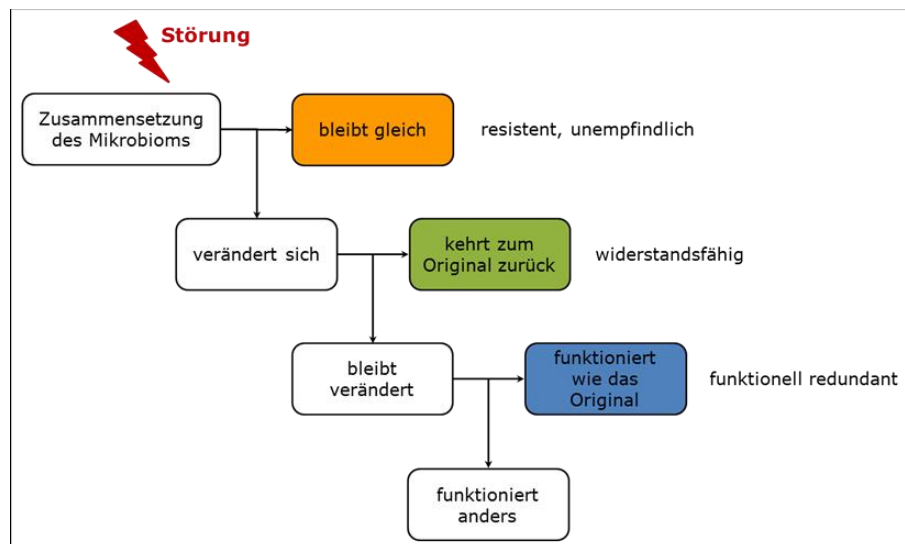 Störung
Zusammensetzung
des Mikrobioms
bleibt gleich
resistent, unempfindlich
verändert sich
kehrt zum
Original zurück
widerstandsfähig
bleibt
verändert
funktioniert
wie das
Original
funktionell redundant
funktioniert
anders